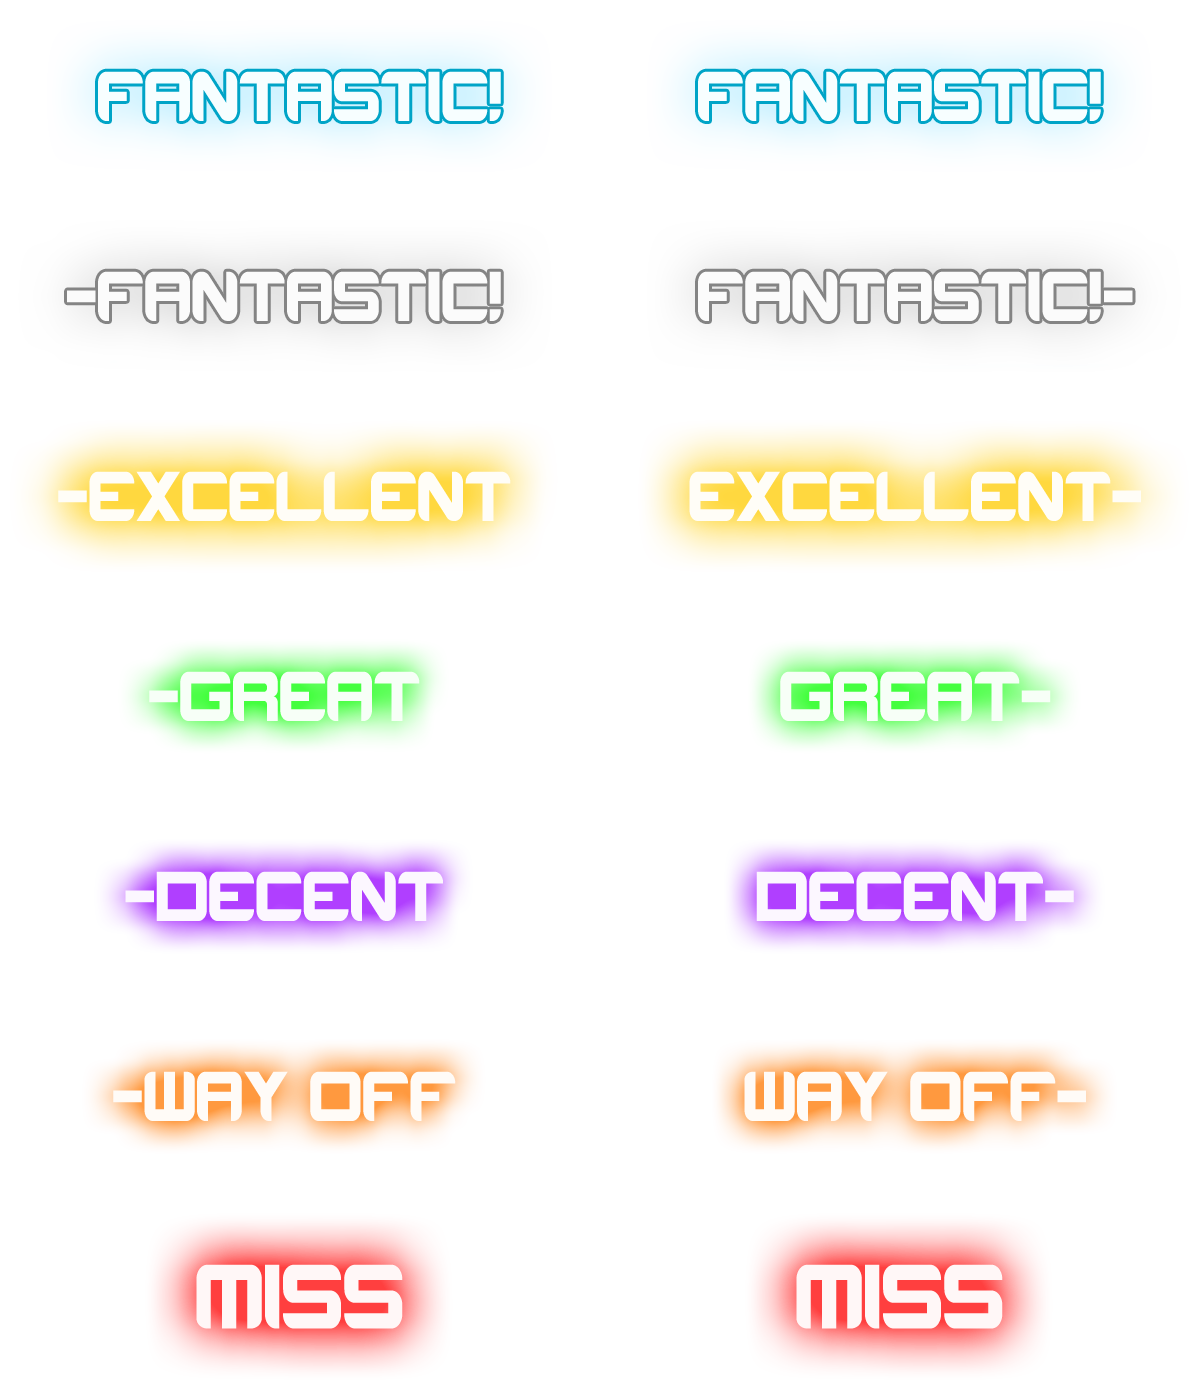 FANTASTIC! FANTASTIC!
-FANTASTIC! FANTASTIC!-
-EXCELLENT EXCELLENT-
-GREAT GREAT-
-DECENT DECENT-
-WAY OFF WAY OFF-
MISS MISS